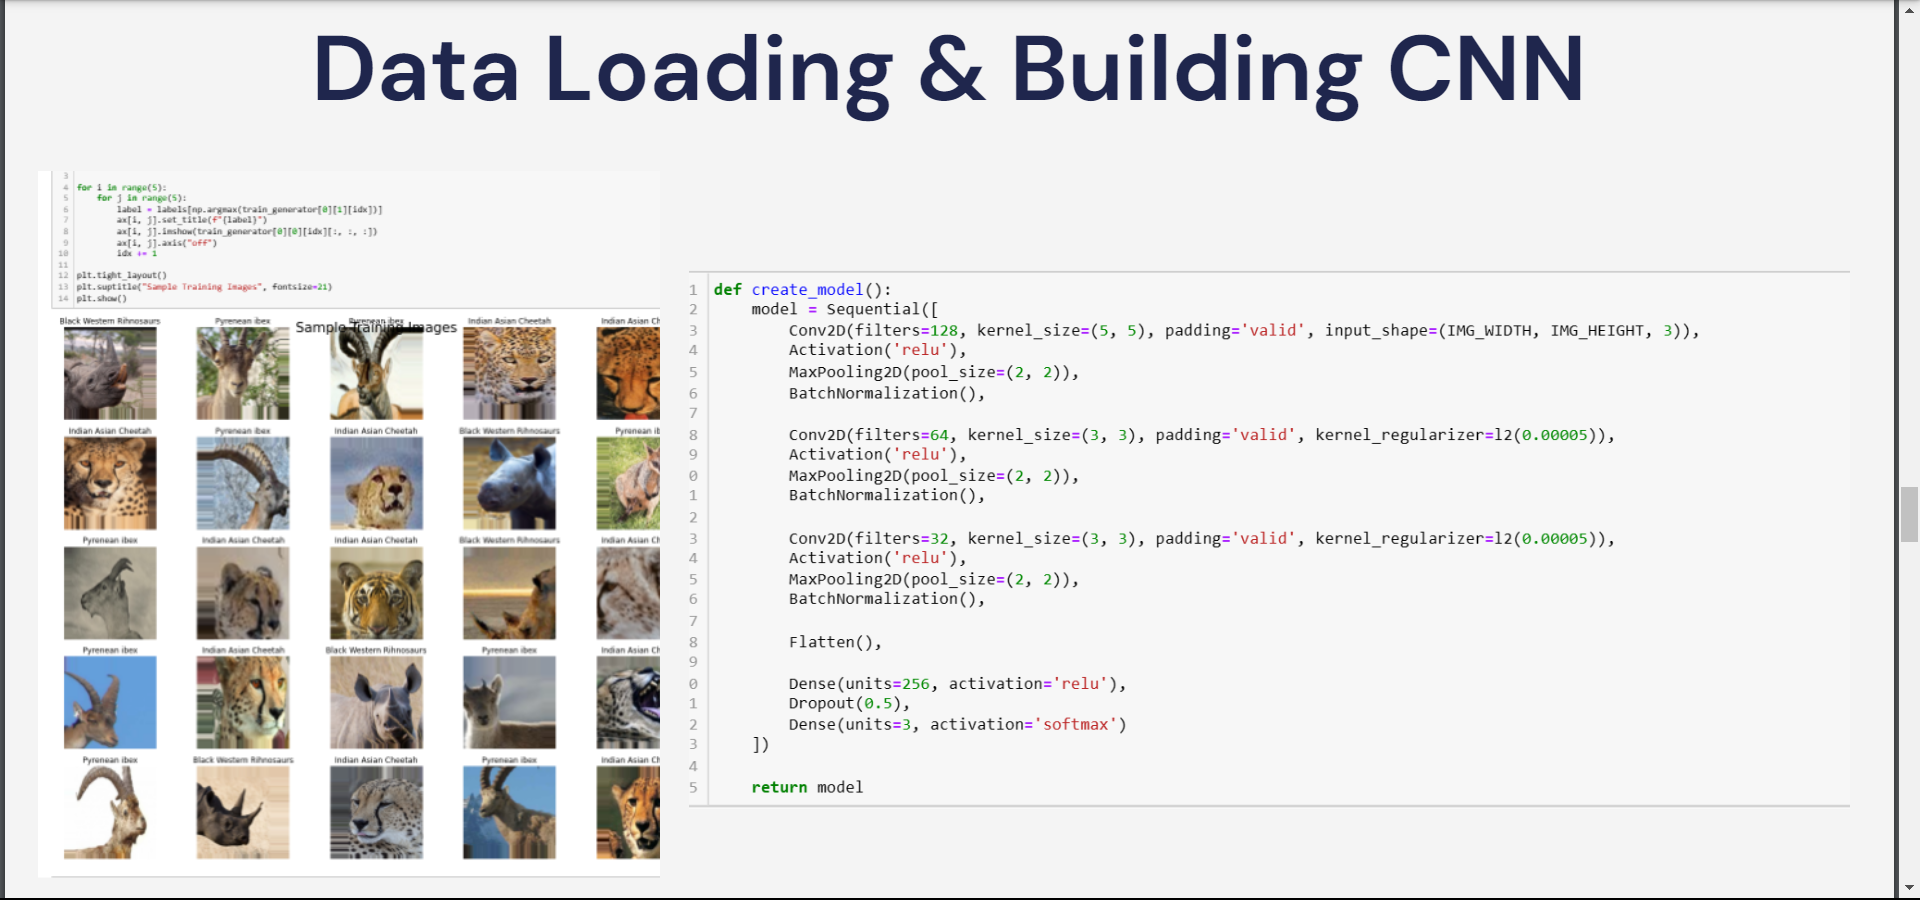 Data Loading & Building CNN
3
4 for i in range(5):
5 for j in range(5):
6 label = labels[np.argmax(train_generator[0][1][idx])]
7 ax[i, j].set_title(f"{label}")
8 ax[i, j].imshow(train_generator[0][0][idx][:, :, :])
9 ax[i, j].axis("off")
10 idx += 1
11
12 plt.tight_layout()
13 plt.suptitle("Sample Training Images", fontsize=21)
14 plt.show()
Sample Training Images
Black Western Rihnosaurs Pyrenean ibex Pyrenean ibex Indian Asian Cheetah Indian Asian Ch
Indian Asian Cheetah Pyrenean ibex Indian Asian Cheetah Black Western Rihnosaurs Pyrenean ib
Pyrenean ibex Indian Asian Cheetah Indian Asian Cheetah Black Western Rihnosaurs Indian Asian Ch
Pyrenean ibex Indian Asian Cheetah Black Western Rihnosaurs Pyrenean ibex Indian Asian Ch
Pyrenean ibex Black Western Rihnosaurs Indian Asian Cheetah Pyrenean ibex Indian Asian Ch
1 def create_model():
2 model = Sequential([
3 Conv2D(filters=128, kernel_size=(5, 5), padding='valid', input_shape=(IMG_WIDTH, IMG_HEIGHT, 3)),
4 Activation('relu'),
5 MaxPooling2D(pool_size=(2, 2)),
6 BatchNormalization(),
7
8 Conv2D(filters=64, kernel_size=(3, 3), padding='valid', kernel_regularizer=l2(0.00005)),
9 Activation('relu'),
0 MaxPooling2D(pool_size=(2, 2)),
1 BatchNormalization(),
2
3 Conv2D(filters=32, kernel_size=(3, 3), padding='valid', kernel_regularizer=l2(0.00005)),
4 Activation('relu'),
5 MaxPooling2D(pool_size=(2, 2)),
6 BatchNormalization(),
7
8 Flatten(),
9
0 Dense(units=256, activation='relu'),
1 Dropout(0.5),
2 Dense(units=3, activation='softmax')
3 ])
4
5 return model